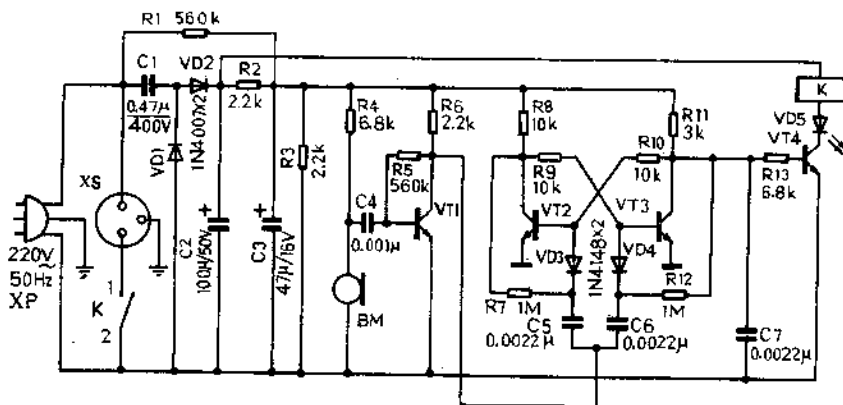 R1 560k
C1
0.47μ
400V
VD2
1N4007X2
VD1
R2
2.2k
R3
2.2k
R4
6.8k
R6
2.2k
R5
560k
C4
0.001μ
VT1
R8
10k
R9
10k
R10
10k
R11
3k
K
VD5
VT4
R13
6.8k
XS
220V
50Hz
~
XP
K
1
2
C2
100μ/50V
+
C3
47μ/16V
+
BM
VT2
VT3
VD3
1N4148X2
VD4
R7
1M
R12
1M
C5
0.0022μ
C6
0.0022μ
C7
0.0022μ